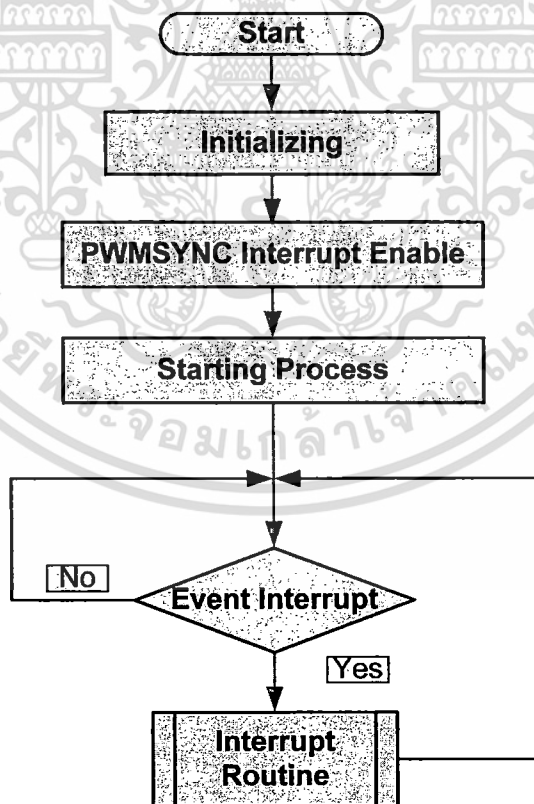 Start
Initializing
PWMSYNC Interrupt Enable
Starting Process
No
Event Interrupt
Yes
Interrupt
Routine